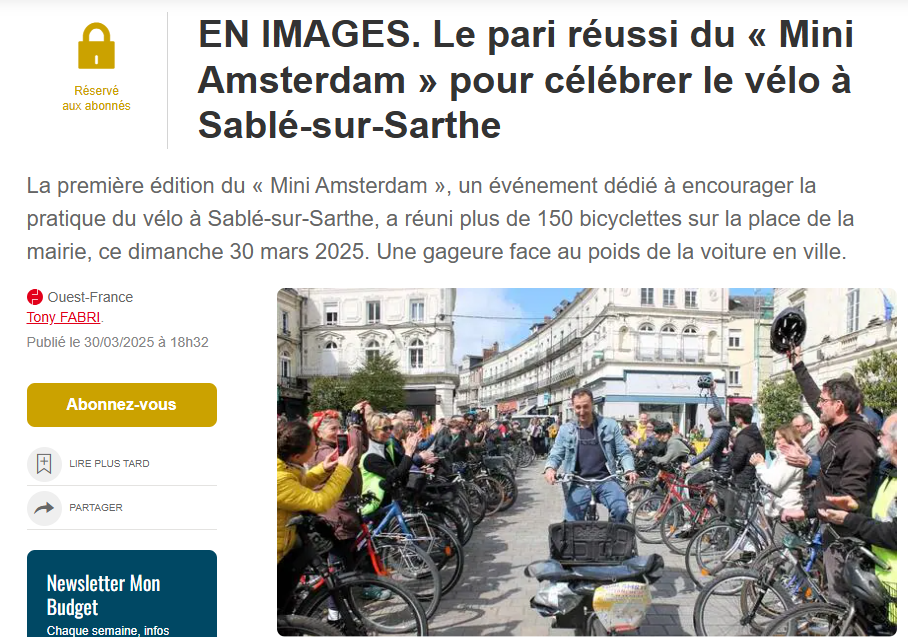 EN IMAGES. Le pari réussi du « Mini
Amsterdam » pour célébrer le vélo à
Sablé-sur-Sarthe
Réservé
aux abonnés
La première édition du « Mini Amsterdam », un événement dédié à encourager la
pratique du vélo à Sablé-sur-Sarthe, a réuni plus de 150 bicyclettes sur la place de la
mairie, ce dimanche 30 mars 2025. Une gageure face au poids de la voiture en ville.
Ouest-France
Tony FABRI.
Publié le 30/03/2025 à 18h32
Abonnez-vous
LIRE PLUS TARD
PARTAGER
Newsletter Mon
Budget
Chaque semaine, infos